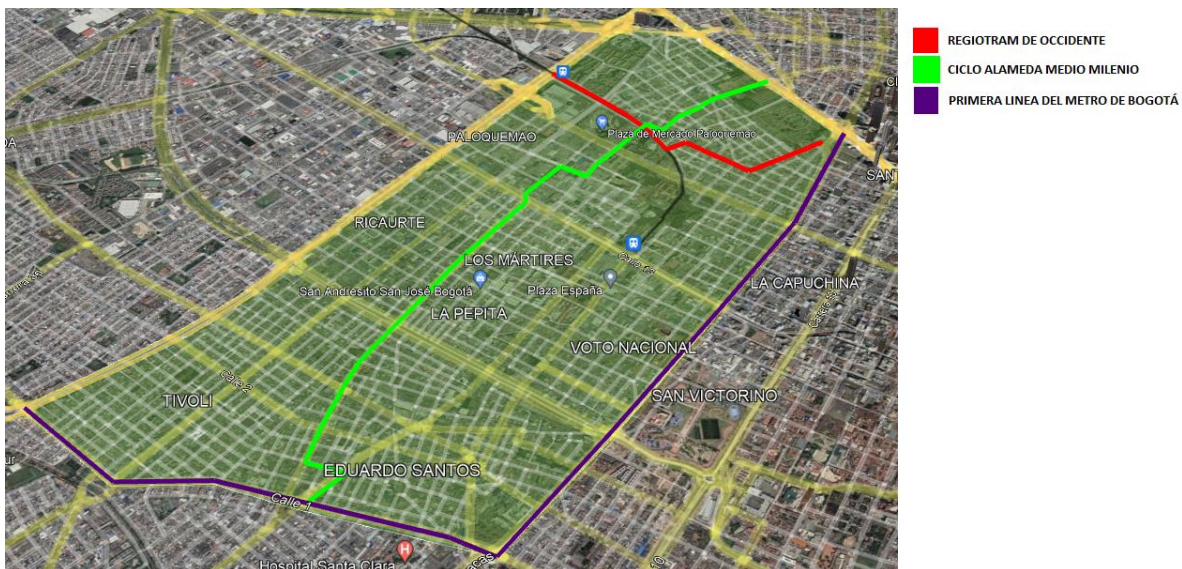 REGIOTRAM DE OCCIDENTE
CICLO ALAMEDA MEDIO MILENIO
PRIMERA LINEA DEL METRO DE BOGOTÁ
Plaza de Mercado Paloquemao
PALOQUEMAO
SAN
RICAURTE
LOS MÁRTIRES
San Andresito San José Bogotá
Plaza España
LA CAPUCHINA
LA PEPITA
VOTO NACIONAL
TIVOLI
SAN VICTORINO
EDUARDO SANTOS
Calle 1
Hospital Santa Clara
10